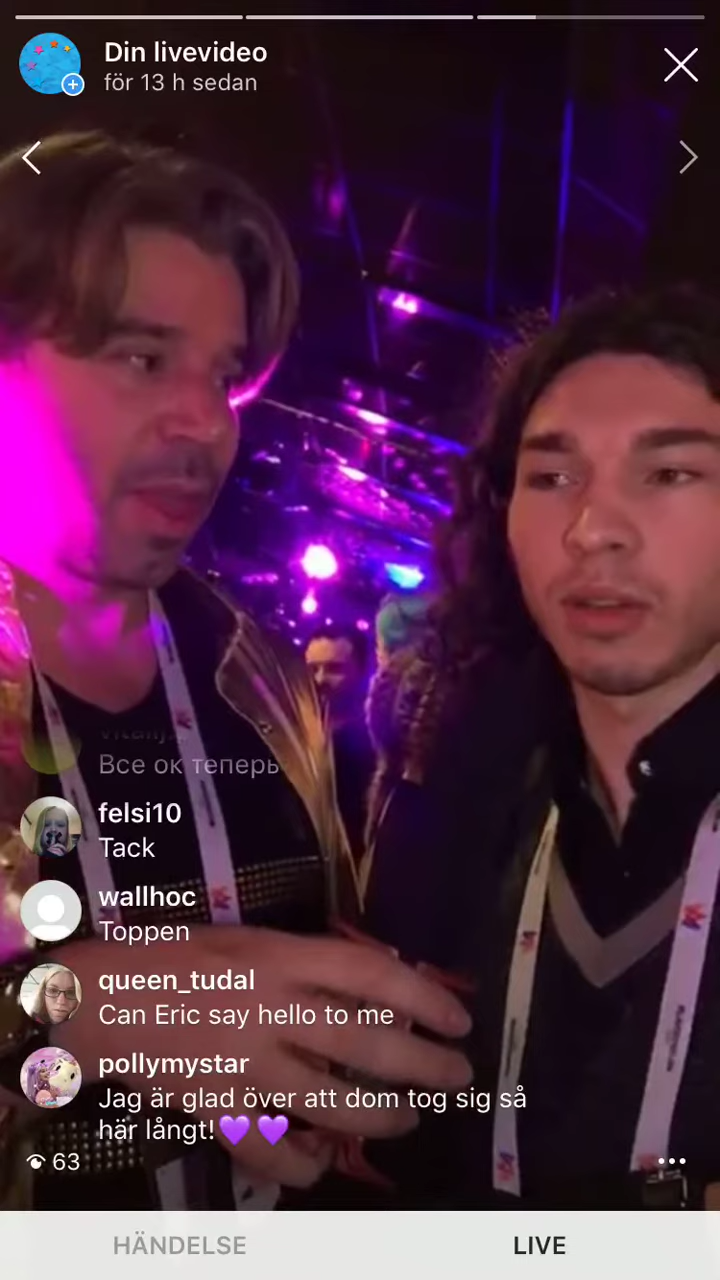 Din livevideo
för 13 h sedan
Все ок теперь
felsi10
Tack
wallhoc
Toppen
queen_tudal
Can Eric say hello to me
pollymystar
Jag är glad över att dom tog sig så
här långt!💜💜
63
HÄNDELSE
LIVE